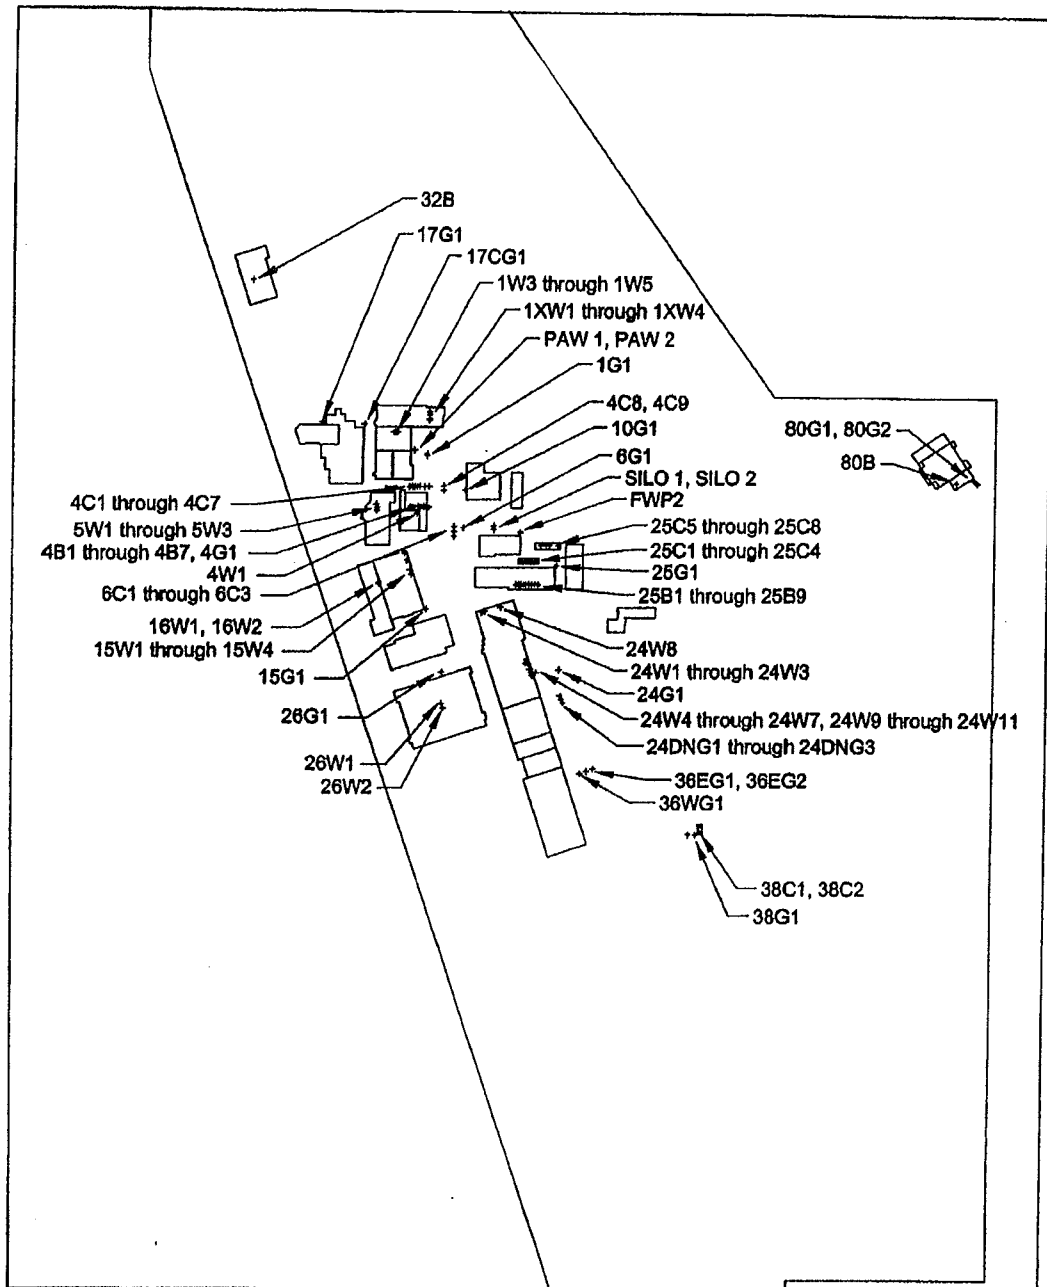 32B
17G1
17CG1
1W3 through 1W5
1XW1 through 1XW4
PAW 1, PAW 2
1G1
4C8, 4C9
10G1
6G1
SILO 1, SILO 2
FWP2
80G1, 80G2
80B
4C1 through 4C7
5W1 through 5W3
4B1 through 4B7, 4G1
4W1
6C1 through 6C3
16W1, 16W2
15W1 through 15W4
15G1
26G1
26W1
26W2
25C5 through 25C8
25C1 through 25C4
25G1
25B1 through 25B9
24W8
24W1 through 24W3
24G1
24W4 through 24W7, 24W9 through 24W11
24DNG1 through 24DNG3
36EG1, 36EG2
36WG1
38C1, 38C2
38G1